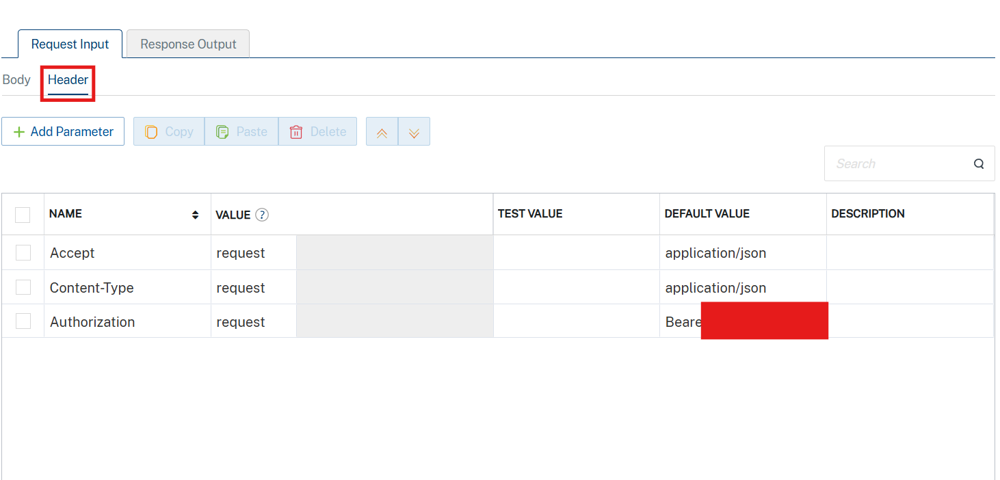 Request Input Response Output
Body Header
Add Parameter Copy Paste Delete
Search
NAME VALUE ? TEST VALUE DEFAULT VALUE DESCRIPTION
Accept request application/json
Content-Type request application/json
Authorization request Beare